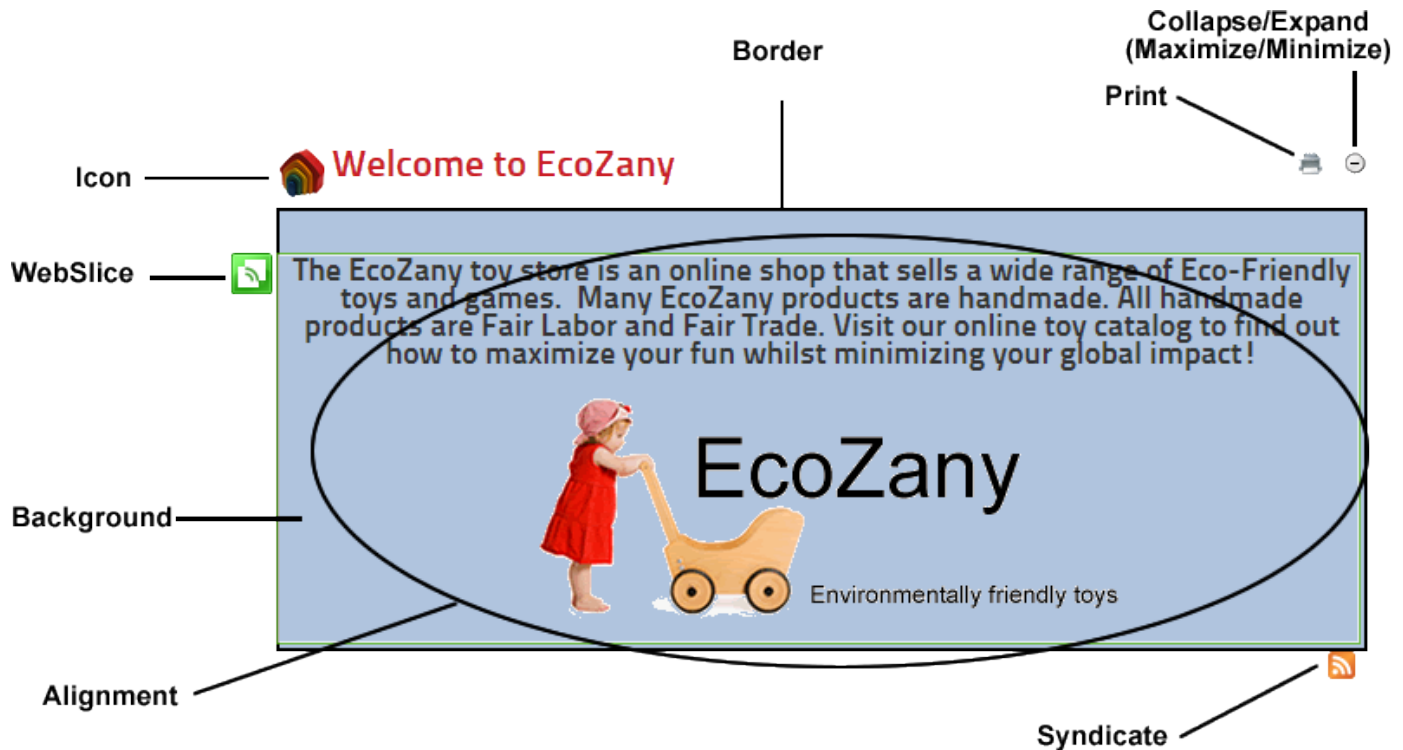 Collapse/Expand
(Maximize/Minimize)
Border
Print
Icon
Welcome to EcoZany
WebSlice
The EcoZany toy store is an online shop that sells a wide range of Eco-Friendly
toys and games.  Many EcoZany products are handmade. All handmade
products are Fair Labor and Fair Trade. Visit our online toy catalog to find out
how to maximize your fun whilst minimizing your global impact!
EcoZany
Background
Environmentally friendly toys
Alignment
Syndicate